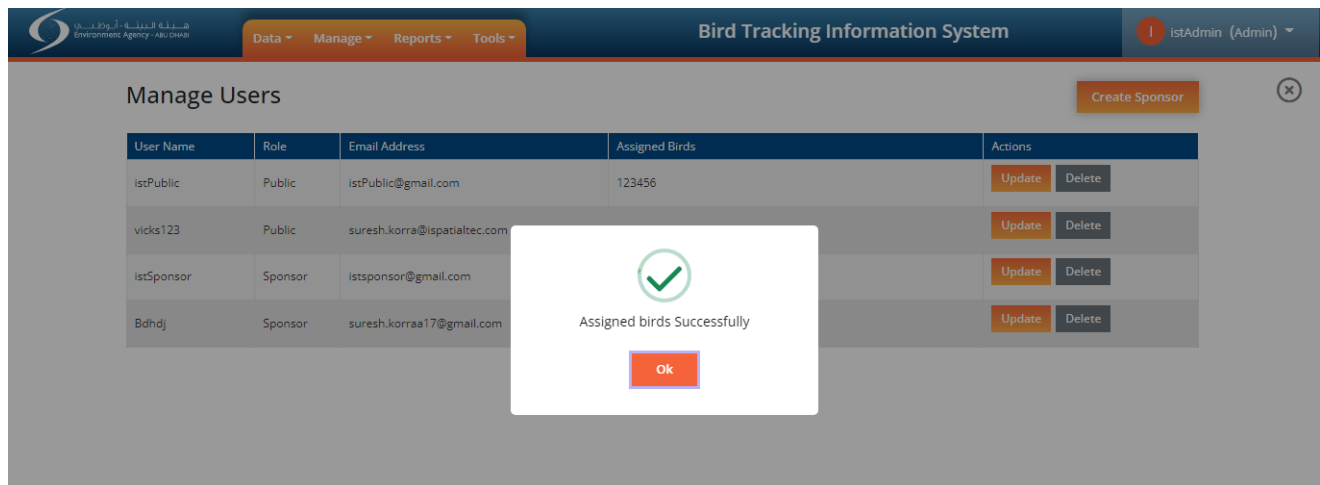 هـيـئة البـيـئـة - أبـوظـبـي
Environment Agency - ABU DHABI
Data Manage Reports Tools
Bird Tracking Information System
I istAdmin (Admin)
Manage Users
Create Sponsor
User Name Role Email Address Assigned Birds Actions
istPublic Public istPublic@gmail.com 123456 Update Delete
vicks123 Public suresh.korra@ispatialtec.com Update Delete
istSponsor Sponsor istsponsor@gmail.com Update Delete
Bdhdj Sponsor suresh.korraa17@gmail.com Update Delete
Assigned birds Successfully
Ok